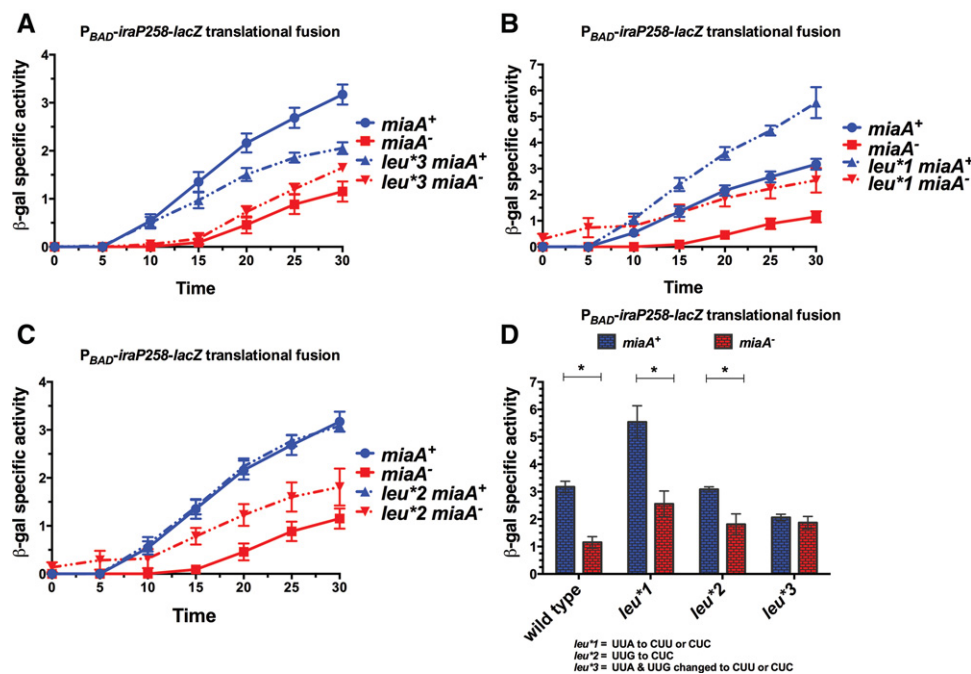 A
P_BAD-iraP258-lacZ translational fusion
β-gal specific activity
4
3
2
1
0
0 5 10 15 20 25 30
Time
miaA+
miaA-
leu*3 miaA+
leu*3 miaA-
B
P_BAD-iraP258-lacZ translational fusion
β-gal specific activity
7
6
5
4
3
2
1
0
0 5 10 15 20 25 30
Time
miaA+
miaA-
leu*1 miaA+
leu*1 miaA-
C
P_BAD-iraP258-lacZ translational fusion
β-gal specific activity
4
3
2
1
0
0 5 10 15 20 25 30
Time
miaA+
miaA-
leu*2 miaA+
leu*2 miaA-
P_BAD-iraP258-lacZ translational fusion
D
miaA+ miaA-
* * *
β-gal specific activity
7
6
5
4
3
2
1
0
wild type leu*1 leu*2 leu*3
leu*1 = UUA to CUU or CUC
leu*2 = UUG to CUC
leu*3 = UUA & UUG changed to CUU or CUC